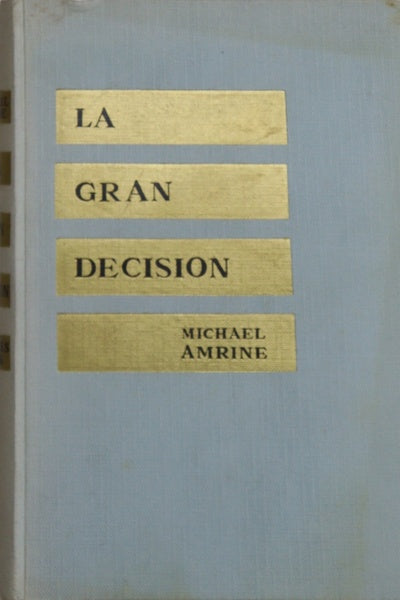 LA
GRAN
DECISION
MICHAEL
AMRINE